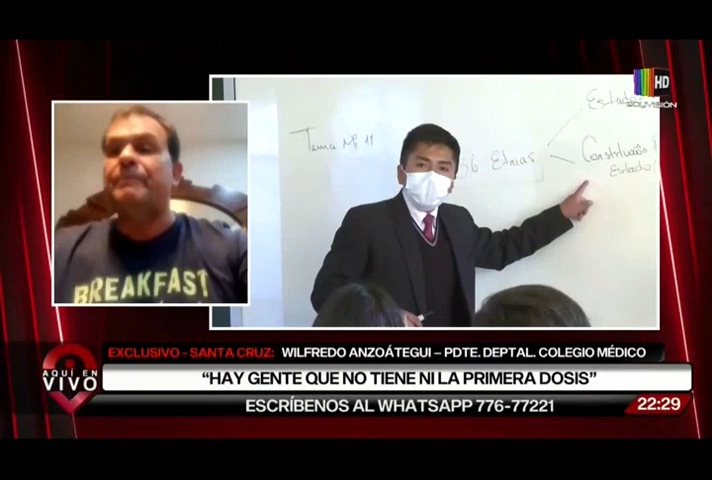 HD
Estado
Tema Nº 11
36 Etnias
Constitución
Estado
BREAKFAST
EXCLUSIVO - SANTA CRUZ: WILFREDO ANZOÁTEGUI – PDTE. DEPTAL. COLEGIO MÉDICO
AQUÍ EN VIVO
“HAY GENTE QUE NO TIENE NI LA PRIMERA DOSIS”
ESCRÍBENOS AL WHATSAPP 776-77221
22:29